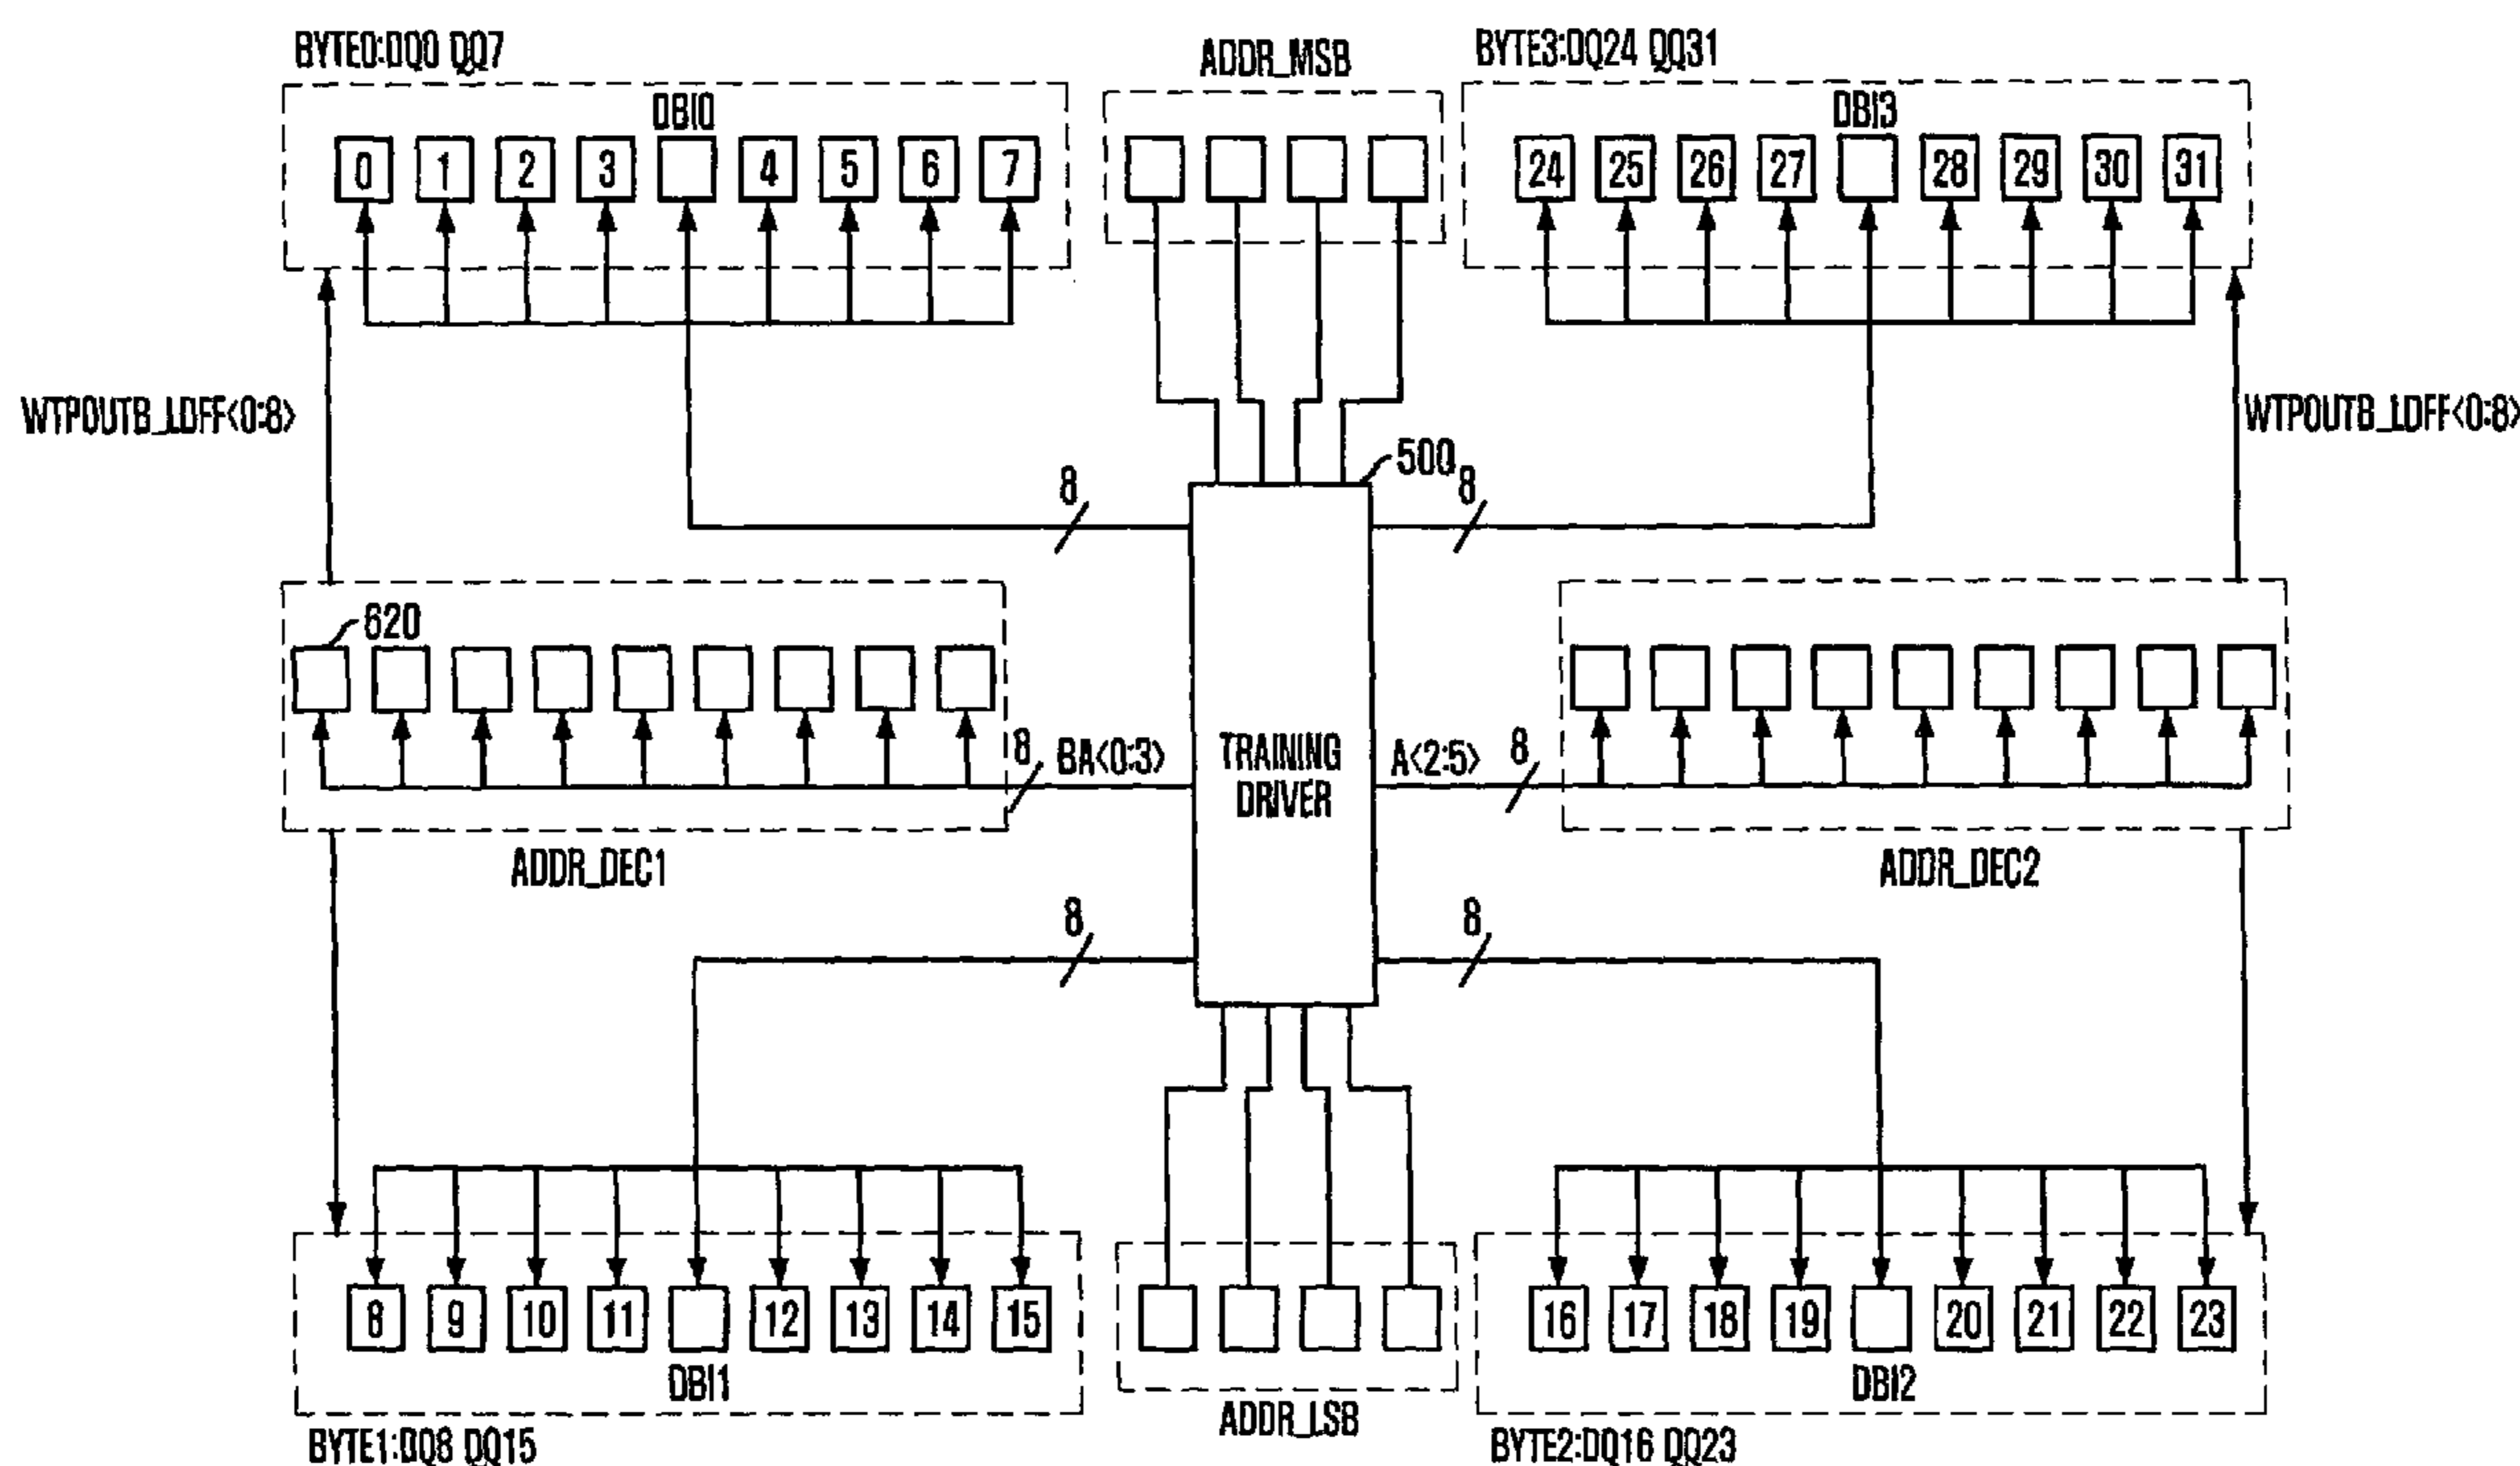 BYTE0:DQ0 DQ7
ADDR_MSB
BYTE3:DQ24 DQ31
DBI0
DBI3
0 1 2 3 4 5 6 7
24 25 26 27 28 29 30 31
WTPOUTB_LDFF<0:8>
WTPOUTB_LDFF<0:8>
500
8
8
620
8 BA<0:3>
TRAINING
DRIVER
A<2:5> 8
ADDR_DEC1
ADDR_DEC2
8
8
8 9 10 11 12 13 14 15
16 17 18 19 20 21 22 23
DBI1
DBI2
ADDR_LSB
BYTE1:DQ8 DQ15
BYTE2:DQ16 DQ23